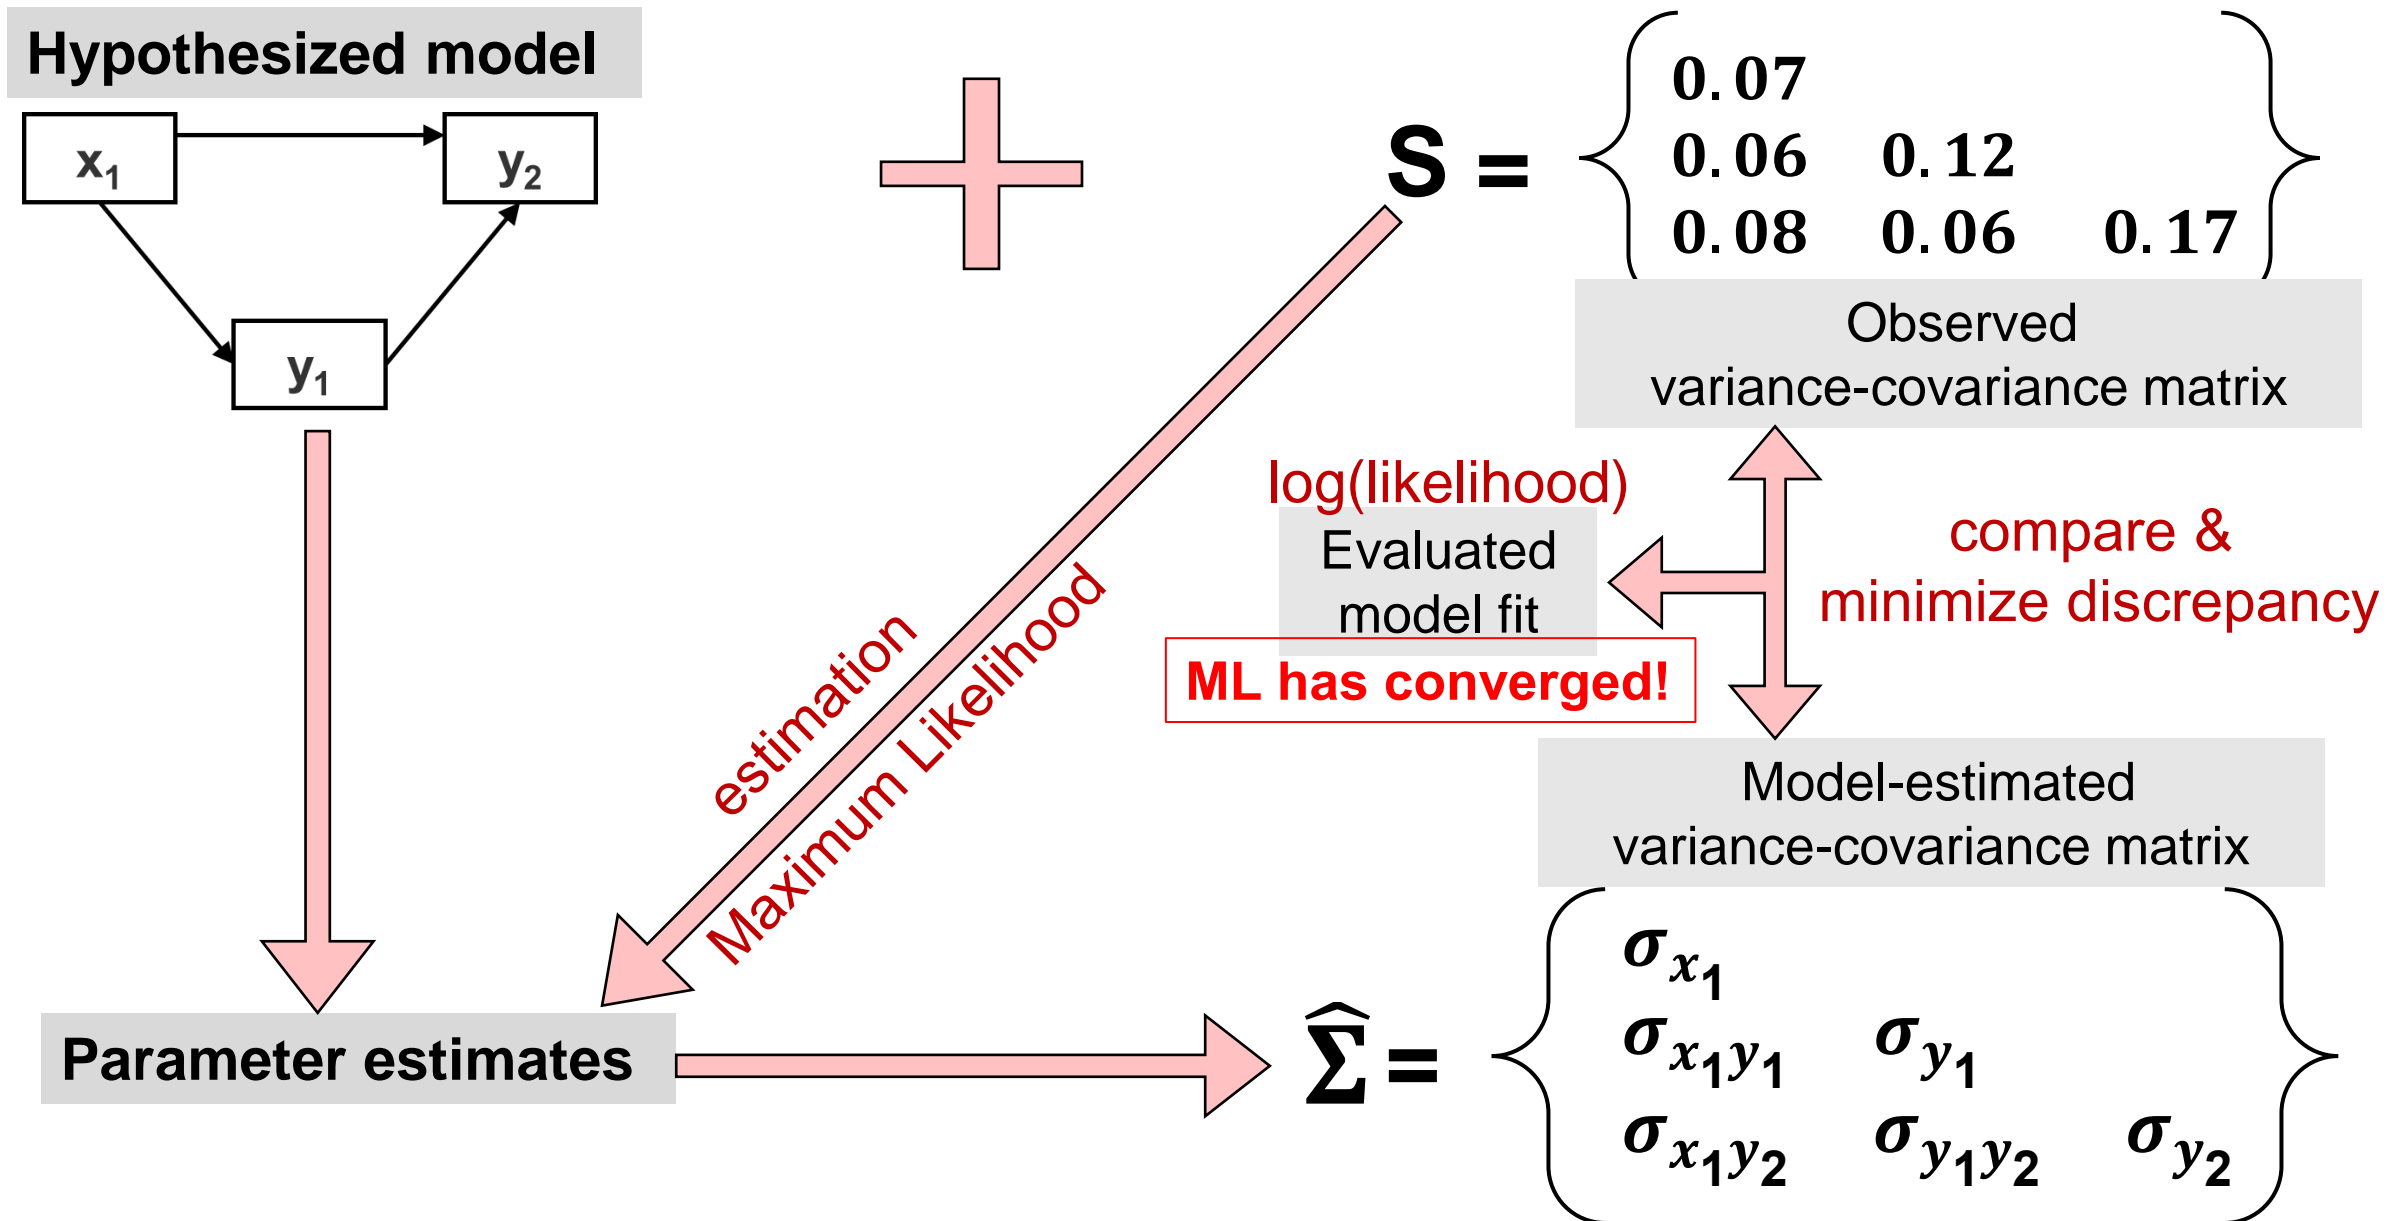 Hypothesized model
x₁
y₂
y₁
S =
0.07
0.06 0.12
0.08 0.06 0.17
Observed
variance-covariance matrix
log(likelihood)
Evaluated
model fit
ML has converged!
compare &
minimize discrepancy
estimation
Maximum Likelihood
Model-estimated
variance-covariance matrix
Parameter estimates
Σ̂ =
σx₁
σx₁y₁ σy₁
σx₁y₂ σy₁y₂ σy₂